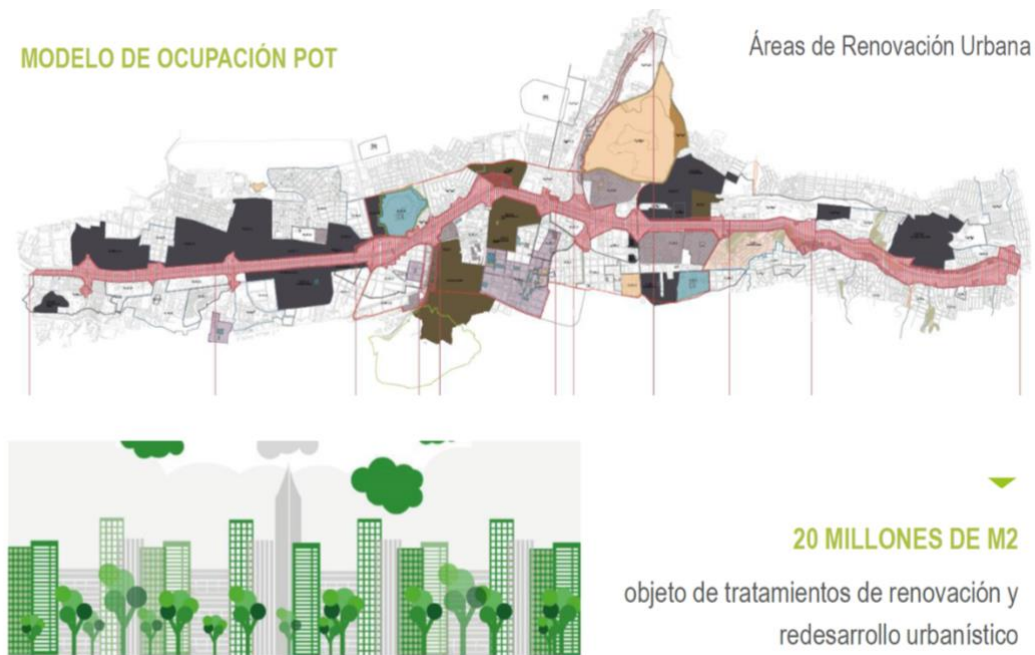 MODELO DE OCUPACIÓN POT
Áreas de Renovación Urbana
20 MILLONES DE M2
objeto de tratamientos de renovación y
redesarrollo urbanístico